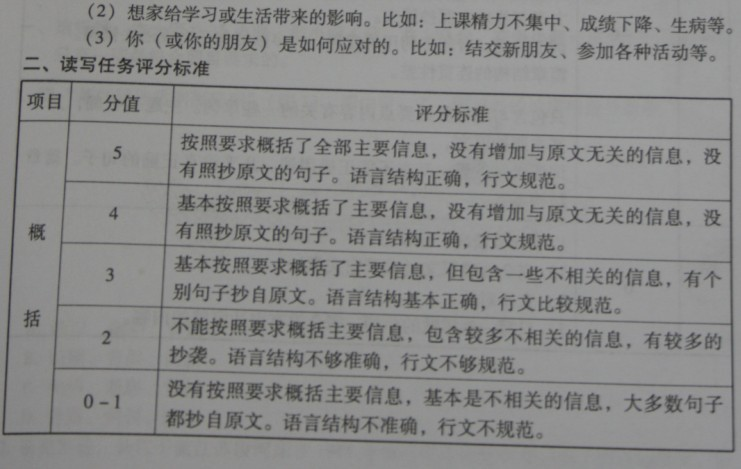 （2）想家给学习或生活带来的影响。比如：上课精力不集中、成绩下降、生病等。
（3）你（或你的朋友）是如何应对的。比如：结交新朋友、参加各种活动等。
二、读写任务评分标准
项目 分值 评分标准
概括
5
按照要求概括了全部主要信息，没有增加与原文无关的信息，没
有照抄原文的句子。语言结构正确，行文规范。
4
基本按照要求概括了主要信息，没有增加与原文无关的信息，没
有照抄原文的句子。语言结构正确，行文规范。
3
基本按照要求概括了主要信息，但包含一些不相关的信息，有个
别句子抄自原文。语言结构基本正确，行文比较规范。
2
不能按照要求概括主要信息，包含较多不相关的信息，有较多的
抄袭。语言结构不够准确，行文不够规范。
0-1
没有按照要求概括主要信息，基本是不相关的信息，大多数句子
都抄自原文。语言结构不准确，行文不规范。